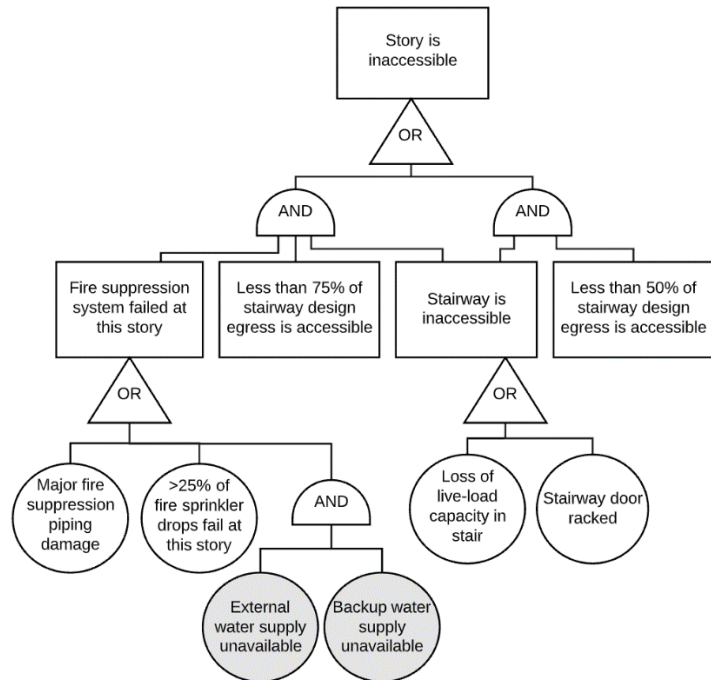 Story is
inaccessible
OR
AND
AND
Fire suppression
system failed at
this story
Less than 75% of
stairway design
egress is accessible
Stairway is
inaccessible
Less than 50% of
stairway design
egress is accessible
OR
OR
Major fire
suppression
piping
damage
>25% of
fire sprinkler
drops fail at
this story
AND
Loss of
live-load
capacity in
stair
Stairway door
racked
External
water supply
unavailable
Backup water
supply
unavailable